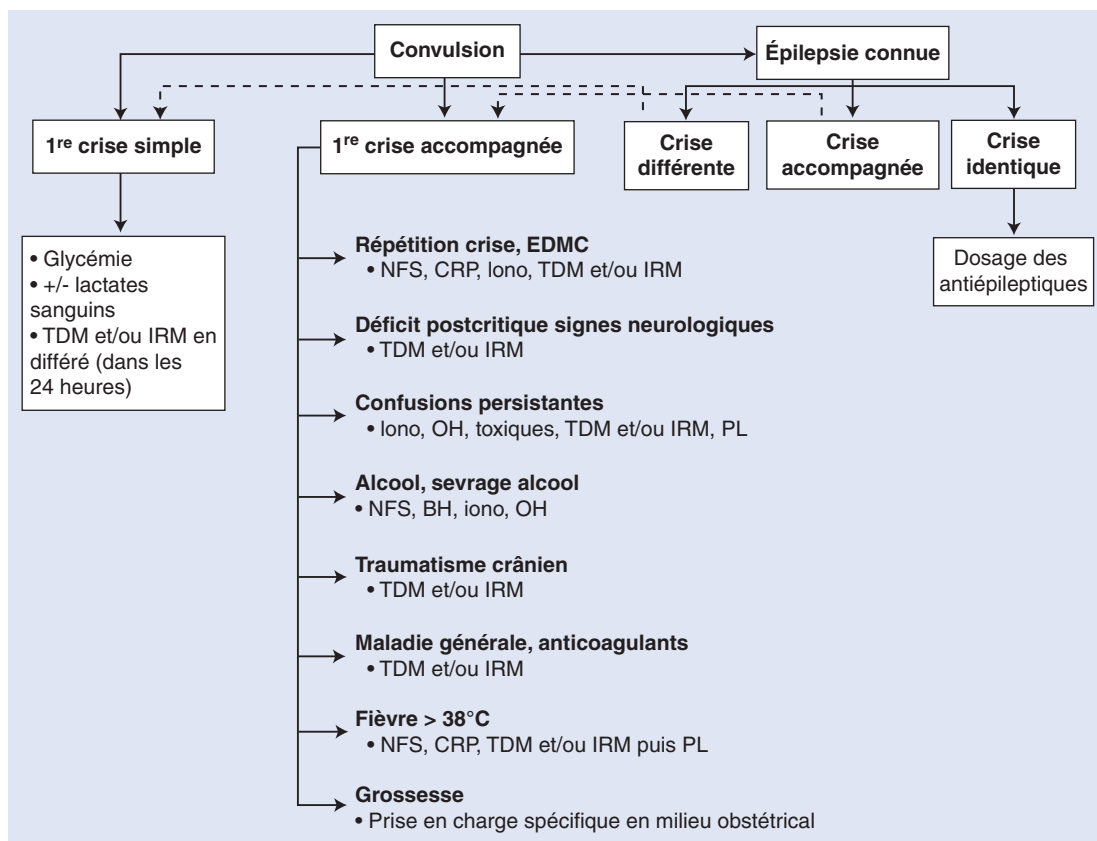 Convulsion
Épilepsie connue
1re crise simple
1re crise accompagnée
Crise
différente
Crise
accompagnée
Crise
identique
• Glycémie
• +/- lactates
sanguins
• TDM et/ou IRM en
différé (dans les
24 heures)
Dosage des
antiépileptiques
Répétition crise, EDMC
• NFS, CRP, Iono, TDM et/ou IRM
Déficit postcritique signes neurologiques
• TDM et/ou IRM
Confusions persistantes
• Iono, OH, toxiques, TDM et/ou IRM, PL
Alcool, sevrage alcool
• NFS, BH, iono, OH
Traumatisme crânien
• TDM et/ou IRM
Maladie générale, anticoagulants
• TDM et/ou IRM
Fièvre > 38°C
• NFS, CRP, TDM et/ou IRM puis PL
Grossesse
• Prise en charge spécifique en milieu obstétrical